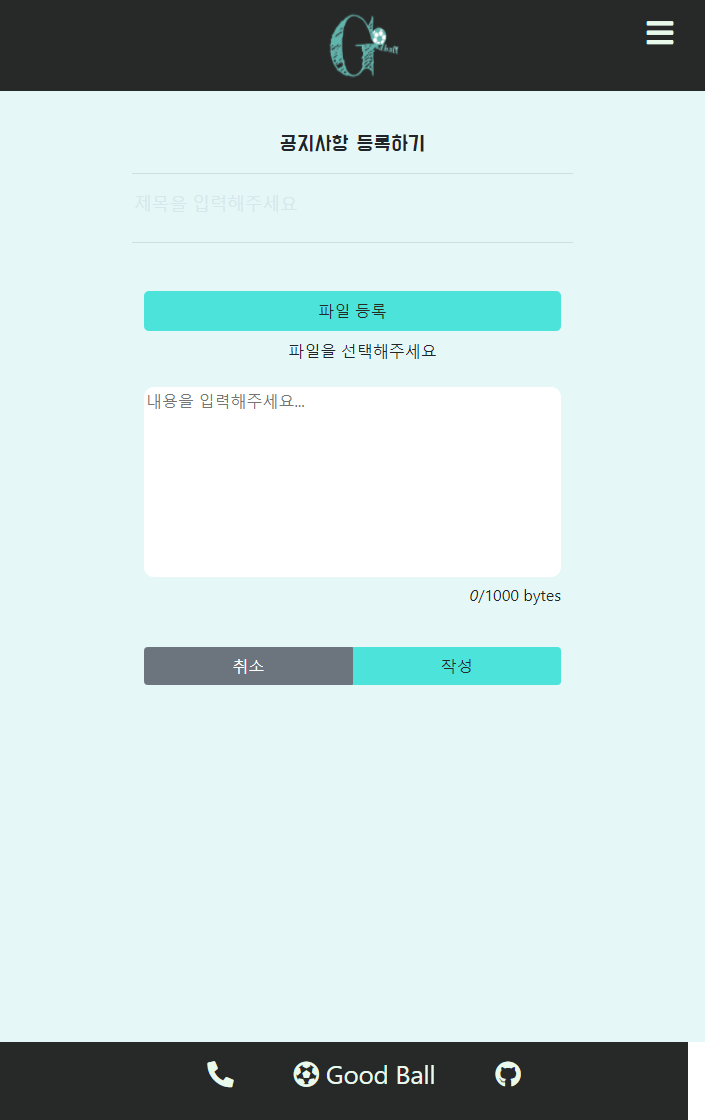 공지사항 등록하기
제목을 입력해주세요
파일 등록
파일을 선택해주세요
내용을 입력해주세요...
0/1000 bytes
취소 작성
Good Ball